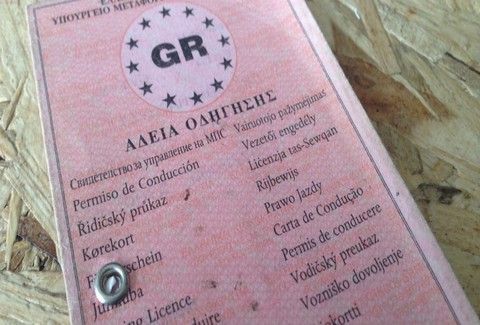 ΥΠΟΥΡΓΕΙΟ
GR
ΑΔΕΙΑ ΟΔΗΓΗΣΗΣ
Свидетелство за управление на МПС
Permiso de Conducción
Řidičský průkaz
Kørekort
Licence
Vairuotojo pažymėjimas
Vezetői engedély
Liċenzja tas-Sewqan
Rijbewijs
Prawo Jazdy
Carta de Condução
Permis de conducere
Vodičský preukaz
Vozniško dovoljenje